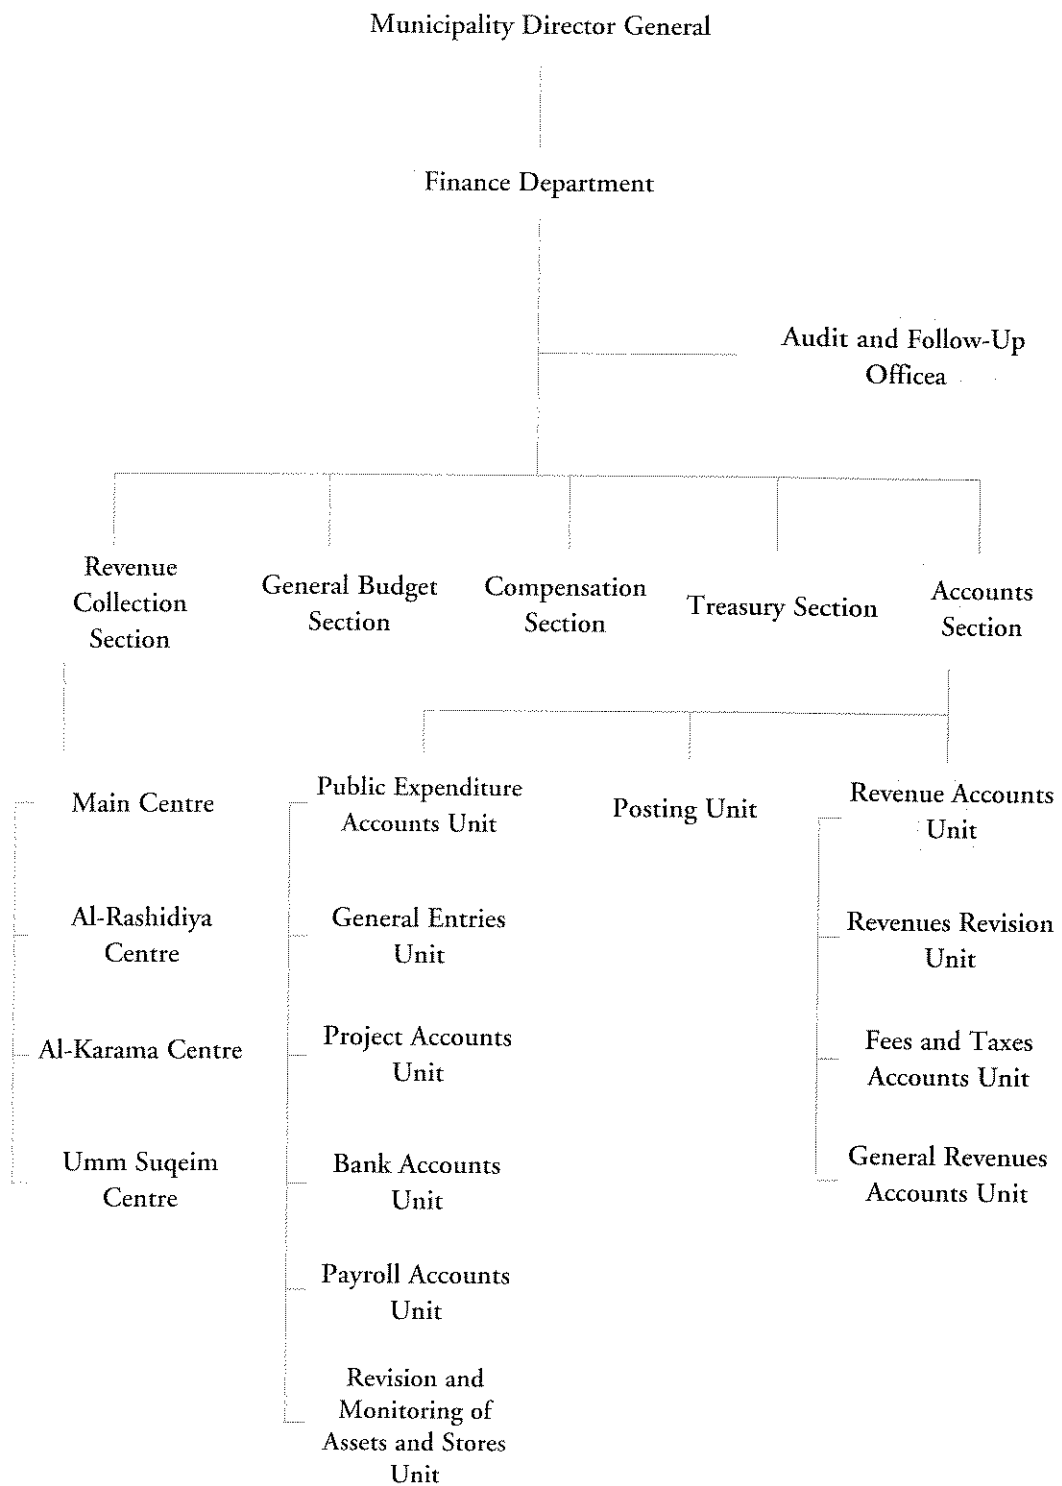 Municipality Director General
Finance Department
Audit and Follow-Up
Officea
Revenue
Collection
Section
General Budget
Section
Compensation
Section
Treasury Section
Accounts
Section
Main Centre
Al-Rashidiya
Centre
Al-Karama Centre
Umm Suqeim
Centre
Public Expenditure
Accounts Unit
General Entries
Unit
Project Accounts
Unit
Bank Accounts
Unit
Payroll Accounts
Unit
Revision and
Monitoring of
Assets and Stores
Unit
Posting Unit
Revenue Accounts
Unit
Revenues Revision
Unit
Fees and Taxes
Accounts Unit
General Revenues
Accounts Unit